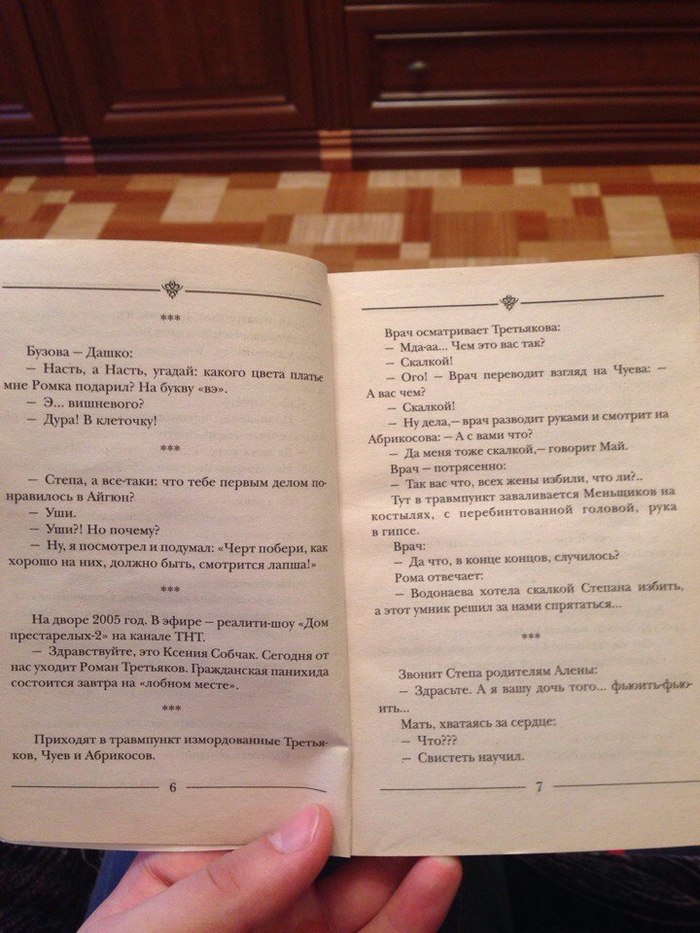 ***
Бузова – Дашко:
– Насть, а Насть, угадай: какого цвета платье
мне Ромка подарил? На букву «вэ».
– Э... вишневого?
– Дура! В клеточку!
***
– Степа, а все-таки: что тебе первым делом по-
нравилось в Айгюн?
– Уши.
– Уши?! Но почему?
– Ну, я посмотрел и подумал: «Черт побери, как
хорошо на них, должно быть, смотрится лапша!»
***
На дворе 2005 год. В эфире – реалити-шоу «Дом
престарелых-2» на канале ТНТ.
– Здравствуйте, это Ксения Собчак. Сегодня от
нас уходит Роман Третьяков. Гражданская панихида
состоится завтра на «лобном месте».
***
Приходят в травмпункт измордованные Третья-
ков, Чуев и Абрикосов.
6
Врач осматривает Третьякова:
– Мда-аа... Чем это вас так?
– Скалкой!
– Ого! – Врач переводит взгляд на Чуева: –
А вас чем?
– Скалкой!
– Ну дела,– врач разводит руками и смотрит на
Абрикосова: – А с вами что?
– Да меня тоже скалкой,– говорит Май.
Врач – потрясенно:
– Так вас что, всех жены избили, что ли?..
Тут в травмпункт заваливается Меньщиков на
костылях, с перебинтованной головой, рука
в гипсе.
Врач:
– Да что, в конце концов, случилось?
Рома отвечает:
– Водонаева хотела скалкой Степана избить,
а этот умник решил за нами спрятаться...
***
Звонит Степа родителям Алены:
– Здрасьте. А я вашу дочь того... фьюить-фью-
ить...
Мать, хватаясь за сердце:
– Что???
– Свистеть научил.
7